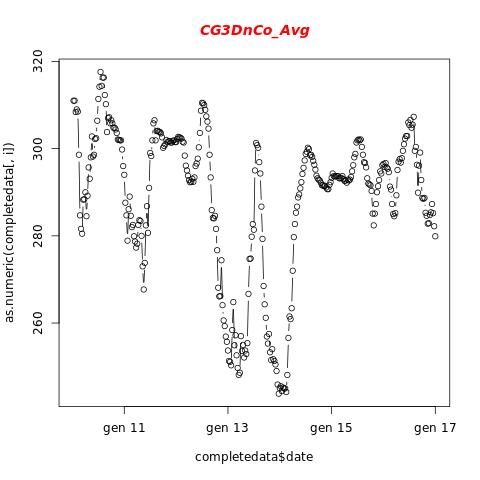 CG3DnCo_Avg
as.numeric(completedata[, i])
320
300
280
260
gen 11
gen 13
gen 15
gen 17
completedata$date